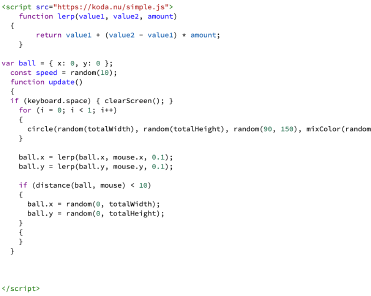 <script src="https://koda.nu/simple.js">
function lerp(value1, value2, amount)
{
return value1 + (value2 - value1) * amount;
}
var ball = { x: 0, y: 0 };
const speed = random(10);
function update()
{
if (keyboard.space) { clearScreen(); }
for (i = 0; i < 1; i++)
{
circle(random(totalWidth), random(totalHeight), random(90, 150), mixColor(random
}
ball.x = lerp(ball.x, mouse.x, 0.1);
ball.y = lerp(ball.y, mouse.y, 0.1);
if (distance(ball, mouse) < 10)
{
ball.x = random(0, totalWidth);
ball.y = random(0, totalHeight);
}
{
}
}
</script>